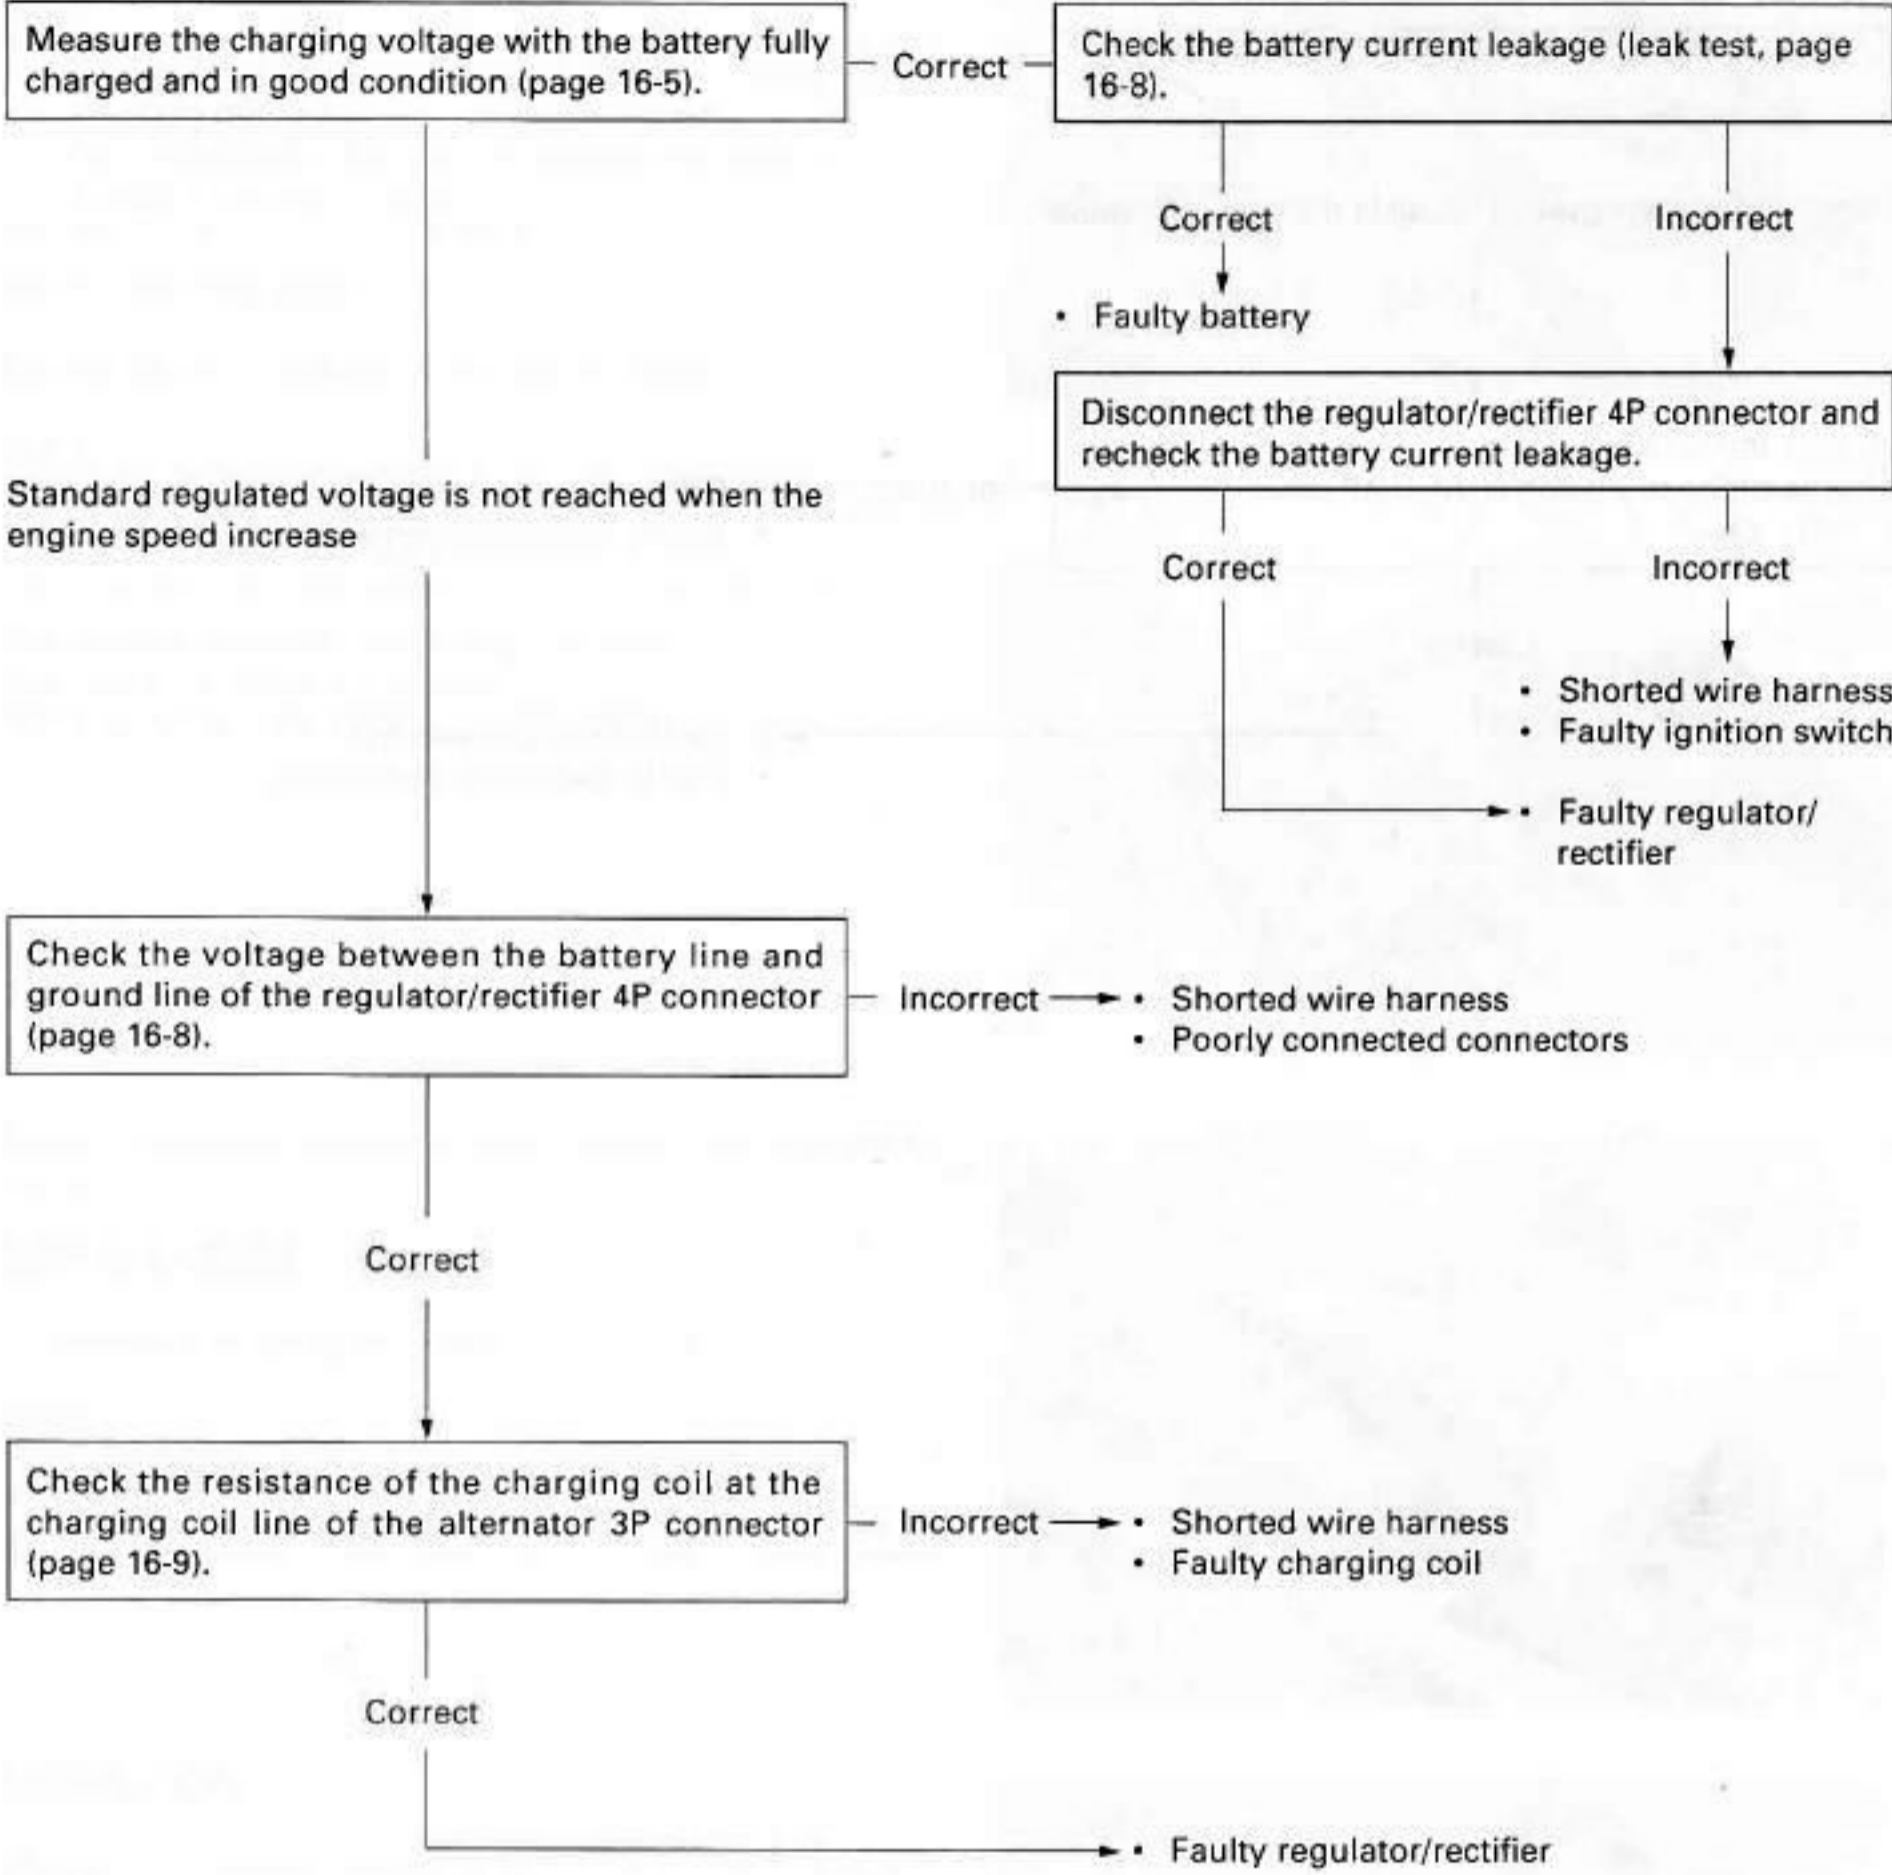 Measure the charging voltage with the battery fully
charged and in good condition (page 16-5).
Correct
Check the battery current leakage (leak test, page
16-8).
Correct
Incorrect
• Faulty battery
Disconnect the regulator/rectifier 4P connector and
recheck the battery current leakage.
Standard regulated voltage is not reached when the
engine speed increase
Correct
Incorrect
• Shorted wire harness
• Faulty ignition switch
• Faulty regulator/
rectifier
Check the voltage between the battery line and
ground line of the regulator/rectifier 4P connector
(page 16-8).
Incorrect
• Shorted wire harness
• Poorly connected connectors
Correct
Check the resistance of the charging coil at the
charging coil line of the alternator 3P connector
(page 16-9).
Incorrect
• Shorted wire harness
• Faulty charging coil
Correct
• Faulty regulator/rectifier